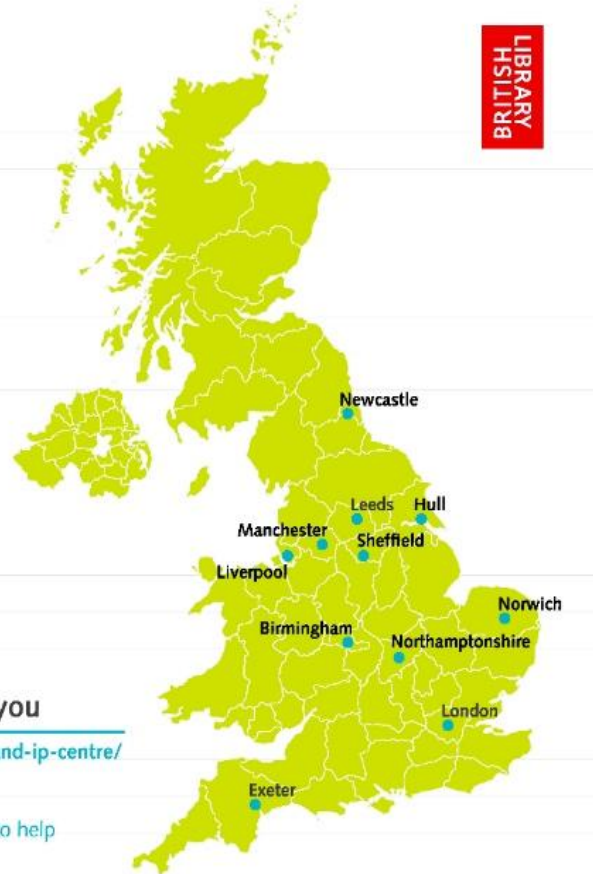 LIBRARY
BRITISH
Newcastle
Leeds Hull
Manchester
Sheffield
Liverpool
Norwich
Birmingham
Northamptonshire
you
London
nd-ip-centre/
Exeter
o help